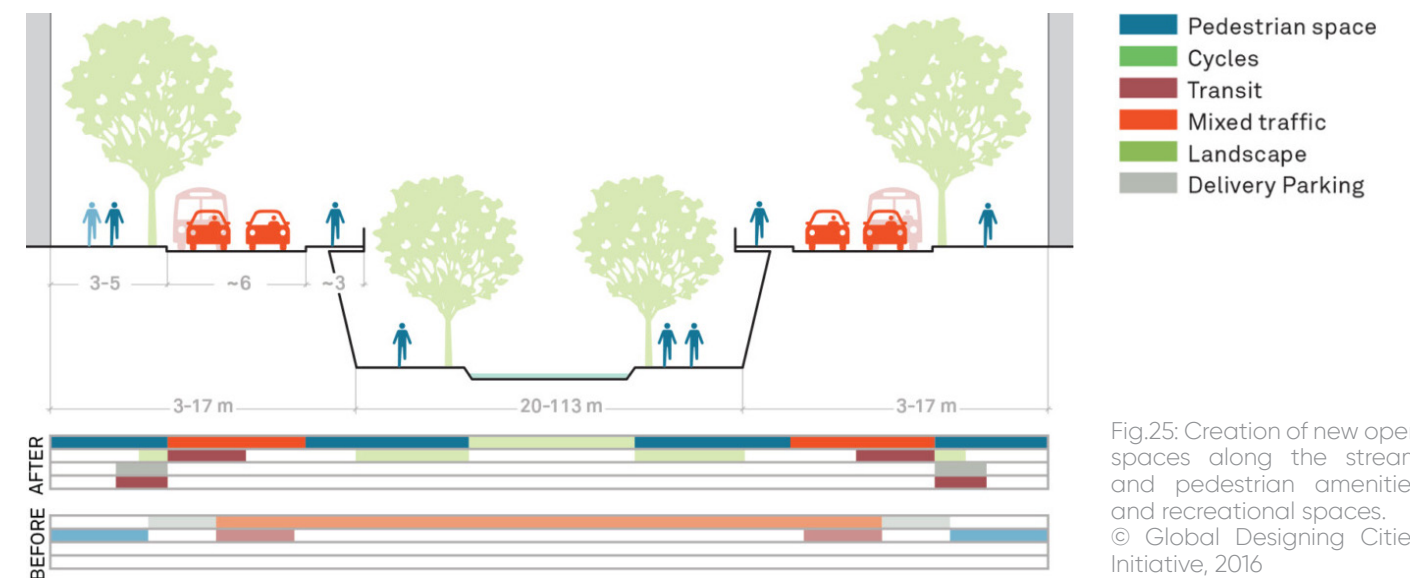 Pedestrian space
Cycles
Transit
Mixed traffic
Landscape
Delivery Parking
3-5
~6
~3
3-17 m
20-113 m
3-17 m
AFTER
BEFORE
Fig.25: Creation of new ope
spaces along the strear
and pedestrian amenitie
and recreational spaces.
© Global Designing Citie
Initiative, 2016